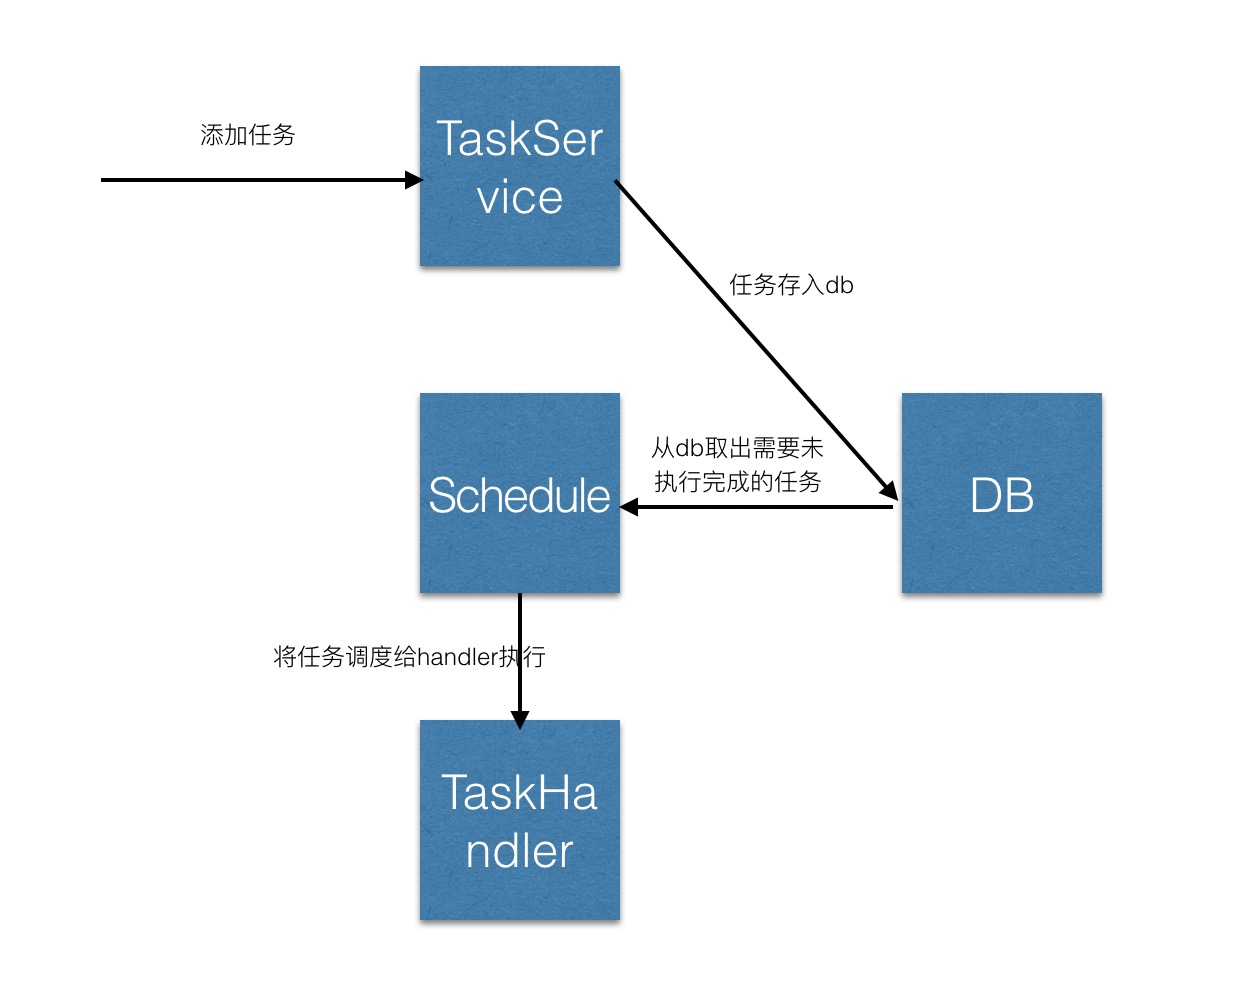 添加任务
TaskSer
vice
任务存入db
从db取出需要未
执行完成的任务
Schedule
DB
将任务调度给handler执行
TaskHa
ndler